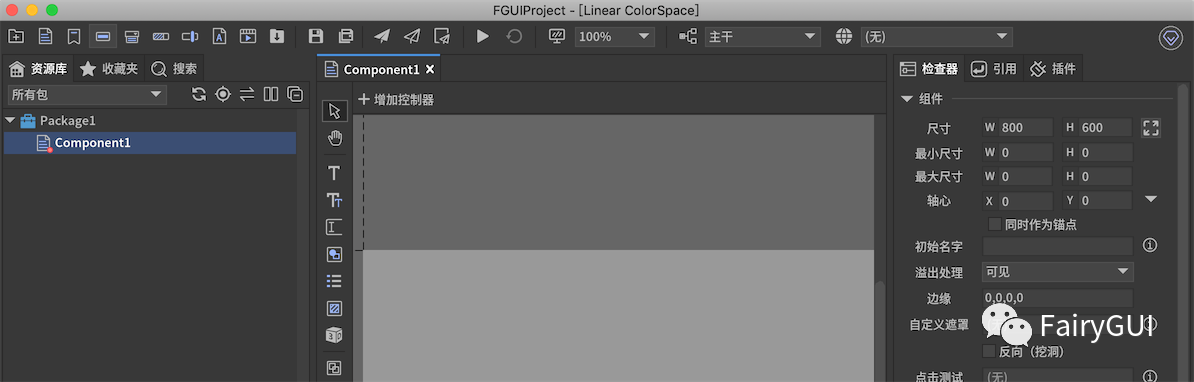 FGUIProject - [Linear ColorSpace]
100%
主干
(无)
资源库 收藏夹 搜索
Component1
检查器 引用 插件
所有包
增加控制器
组件
Package1
Component1
尺寸 W 800 H 600
最小尺寸 W 0 H 0
最大尺寸 W 0 H 0
轴心 X 0 Y 0
同时作为锚点
初始名字
溢出处理 可见
边缘 0,0,0,0
自定义遮罩
FairyGUI
反向（挖洞）
点击测试 (无)